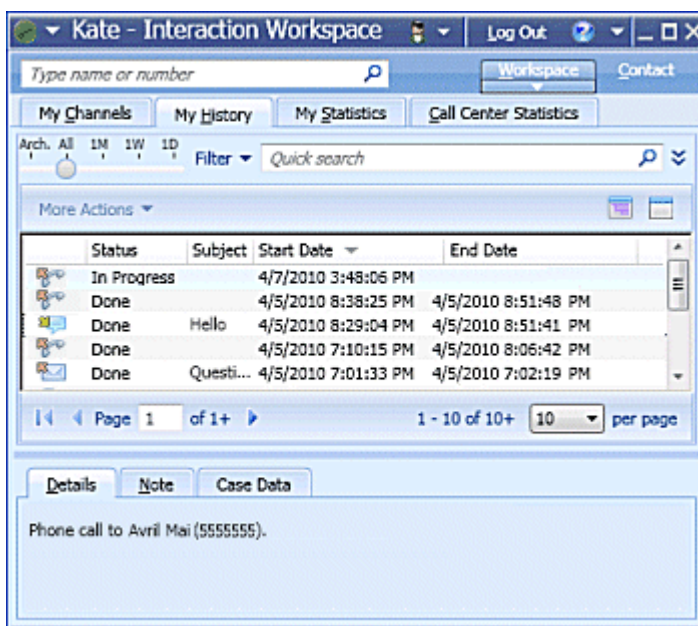 Kate - Interaction Workspace Log Out
Type name or number Workspace Contact
My Channels My History My Statistics Call Center Statistics
Arch. All 1M 1W 1D Filter Quick search
More Actions
Status Subject Start Date End Date
In Progress 4/7/2010 3:48:06 PM
Done 4/5/2010 8:38:25 PM 4/5/2010 8:51:48 PM
Done Hello 4/5/2010 8:29:04 PM 4/5/2010 8:51:41 PM
Done 4/5/2010 7:10:15 PM 4/5/2010 8:06:42 PM
Done Questi... 4/5/2010 7:01:33 PM 4/5/2010 7:02:19 PM
Page 1 of 1+ 1 - 10 of 10+ 10 per page
Details Note Case Data
Phone call to Avril Mai (5555555).